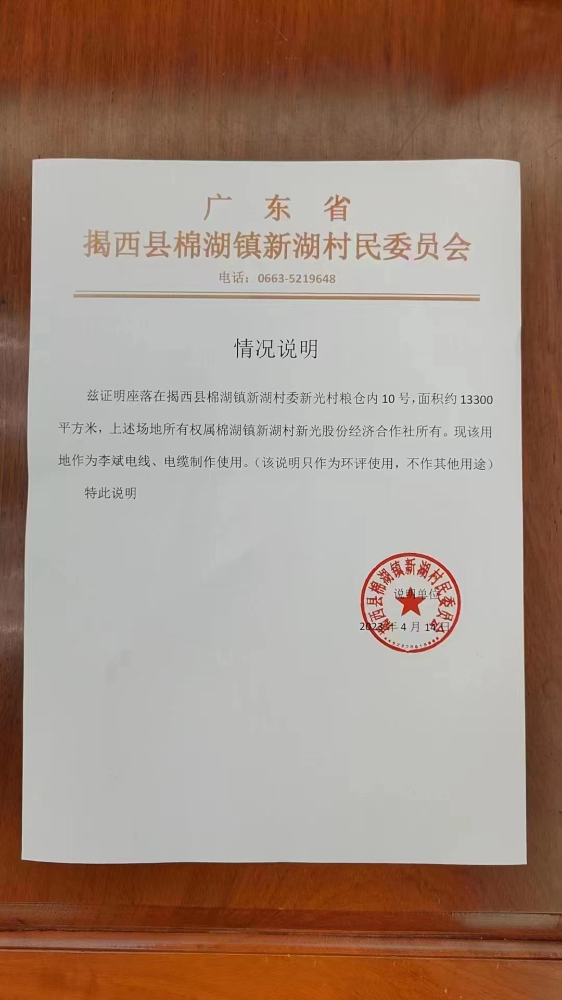 广 东 省
揭西县棉湖镇新湖村民委员会
电话：0663-5219648
情况说明
兹证明座落在揭西县棉湖镇新湖村委新光村粮仓内 10 号，面积约 13300
平方米，上述场地所有权属棉湖镇新湖村新光股份经济合作社所有。现该用
地作为李斌电线、电缆制作使用。（该说明只作为环评使用，不作其他用途）
特此说明
揭西县棉湖镇新湖村民委员会
说明单位
2023 年 4 月 14 日